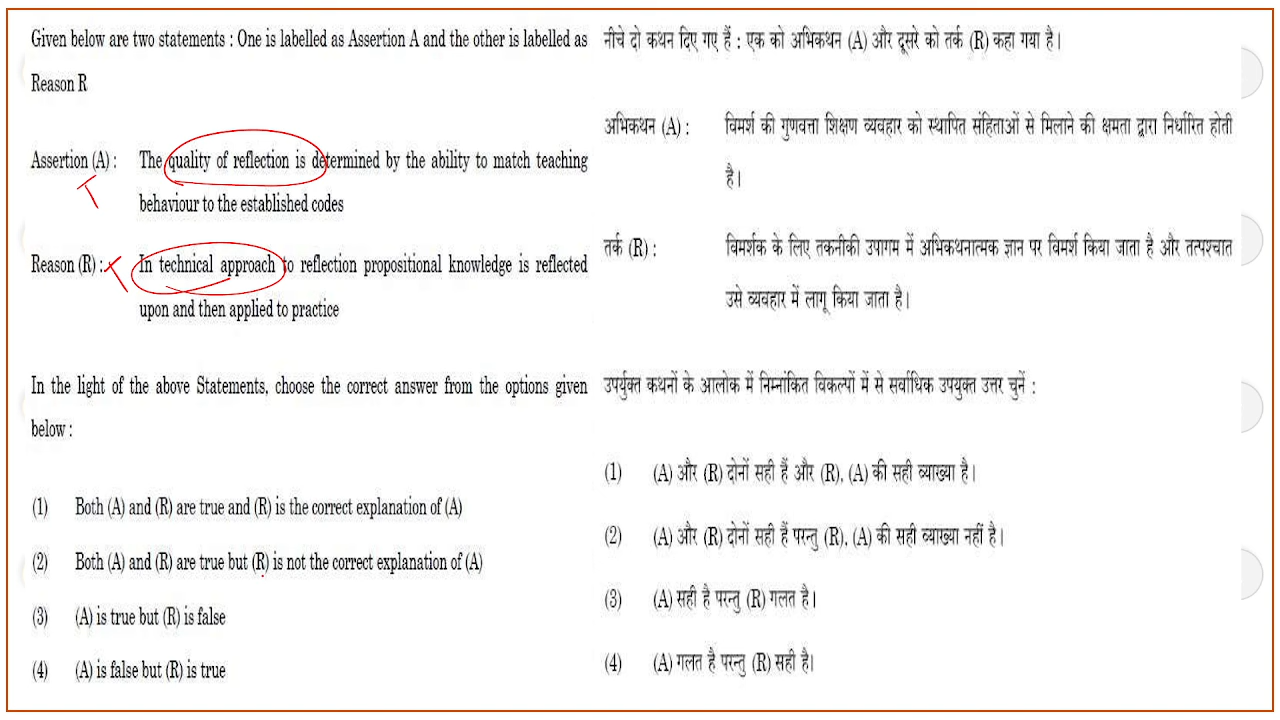 Given below are two statements : One is labelled as Assertion A and the other is labelled as
Reason R
Assertion (A) : The quality of reflection is determined by the ability to match teaching
behaviour to the established codes
T
Reason (R) : In technical approach to reflection propositional knowledge is reflected
upon and then applied to practice
T
In the light of the above Statements, choose the correct answer from the options given
below :
(1) Both (A) and (R) are true and (R) is the correct explanation of (A)
(2) Both (A) and (R) are true but (R) is not the correct explanation of (A)
(3) (A) is true but (R) is false
(4) (A) is false but (R) is true
नीचे दो कथन दिए गए हैं : एक को अभिकथन (A) और दूसरे को तर्क (R) कहा गया है।
अभिकथन (A) : विमर्श की गुणवत्ता शिक्षण व्यवहार को स्थापित संहिताओं से मिलाने की क्षमता द्वारा निर्धारित होती
है।
तर्क (R) : विमर्शक के लिए तकनीकी उपागम में अभिकथनात्मक ज्ञान पर विमर्श किया जाता है और तत्पश्चात
उसे व्यवहार में लागू किया जाता है।
उपर्युक्त कथनों के आलोक में निम्नांकित विकल्पों में से सर्वाधिक उपयुक्त उत्तर चुनें :
(1) (A) और (R) दोनों सही हैं और (R), (A) की सही व्याख्या है।
(2) (A) और (R) दोनों सही हैं परन्तु (R), (A) की सही व्याख्या नहीं है।
(3) (A) सही है परन्तु (R) गलत है।
(4) (A) गलत है परन्तु (R) सही है।